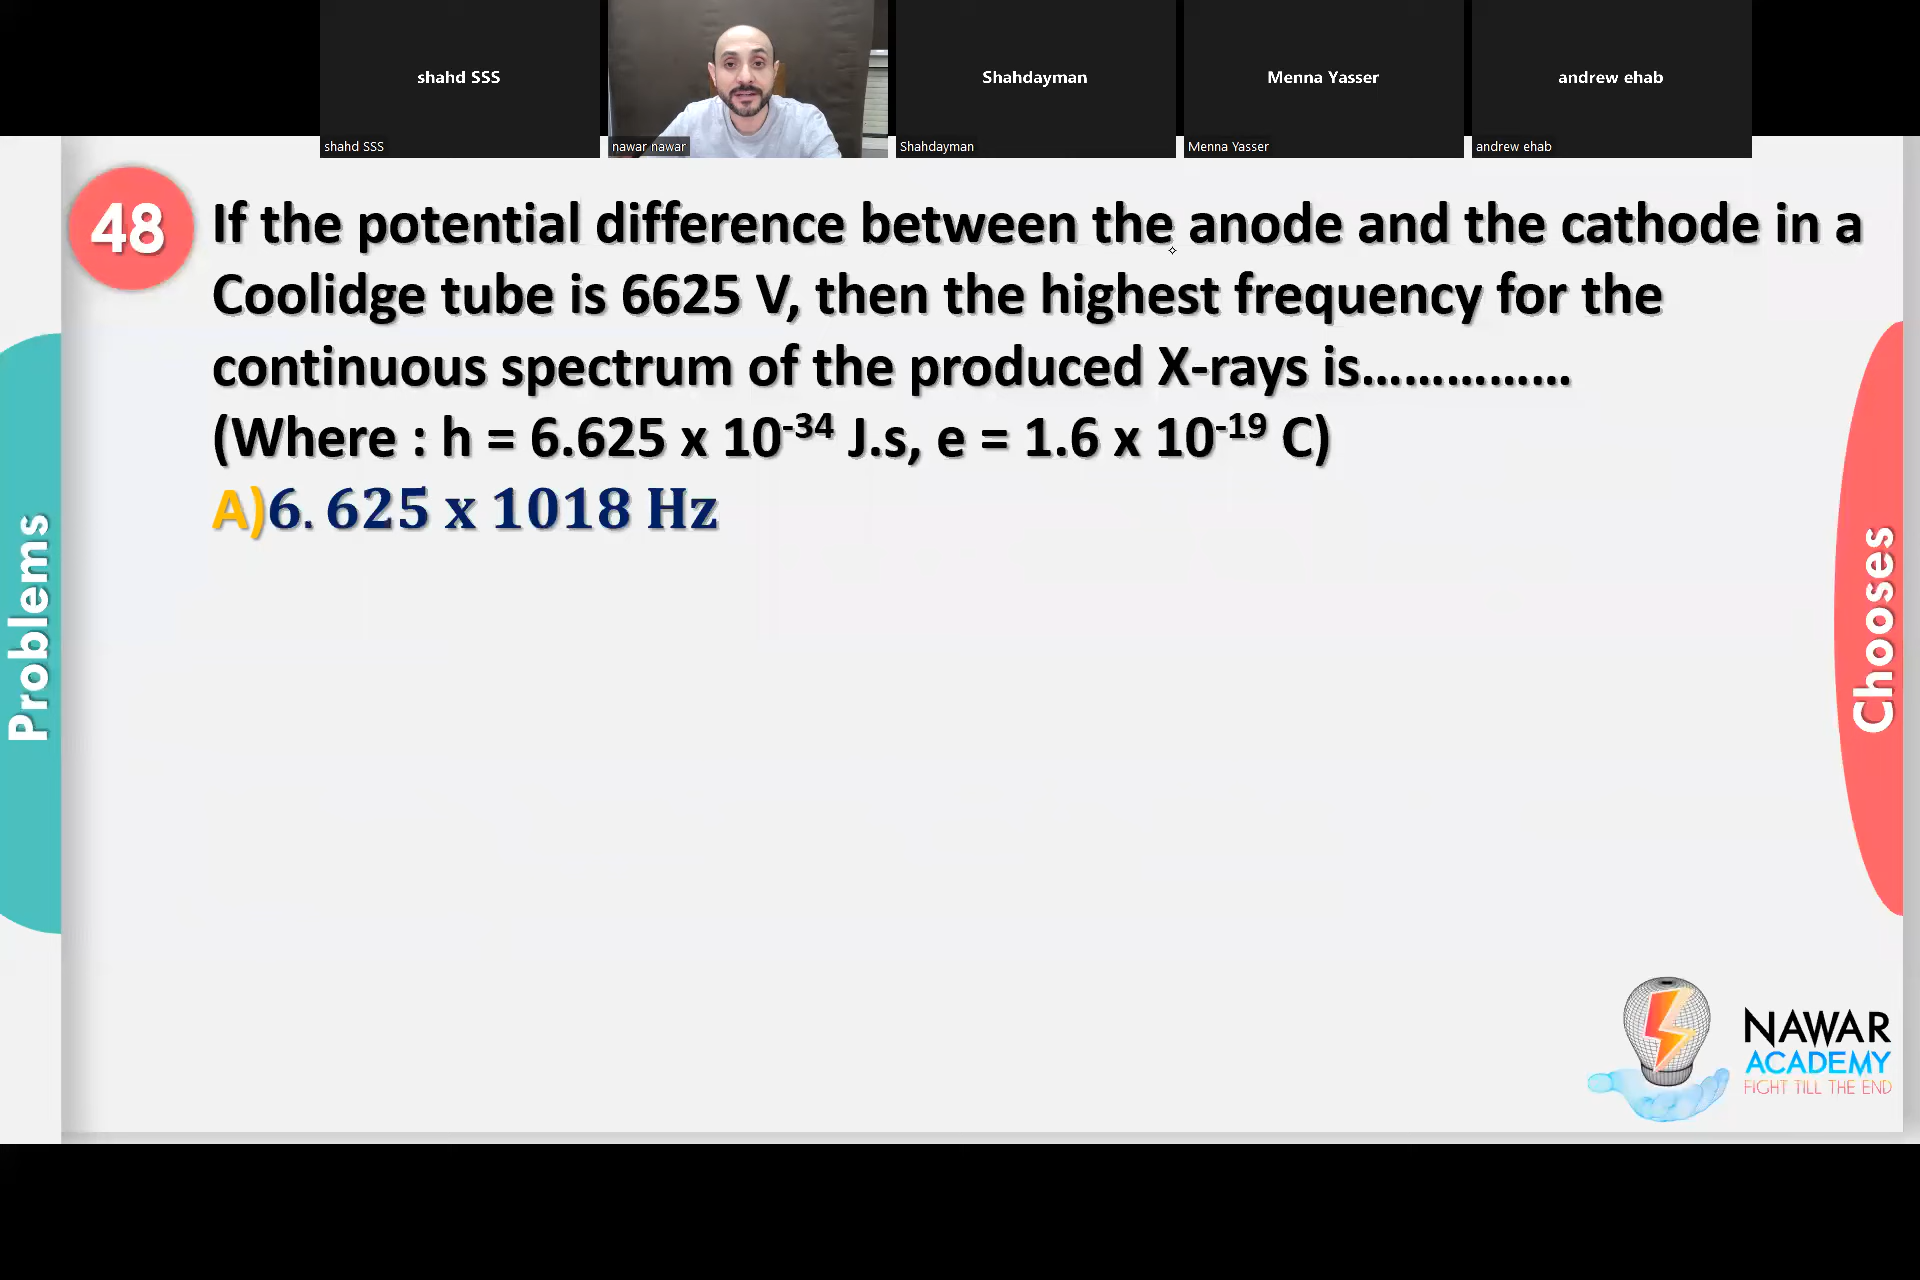 shahd SSS
Shahdayman
Menna Yasser
andrew ehab
shahd SSS
nawar nawar
Shahdayman
Menna Yasser
andrew ehab
48
If the potential difference between the anode and the cathode in a
Coolidge tube is 6625 V, then the highest frequency for the
continuous spectrum of the produced X-rays is……………
(Where : h = 6.625 x 10⁻³⁴ J.s, e = 1.6 x 10⁻¹⁹ C)
A)6. 625 x 1018 Hz
Problems
Chooses
NAWAR
ACADEMY
FIGHT TILL THE END